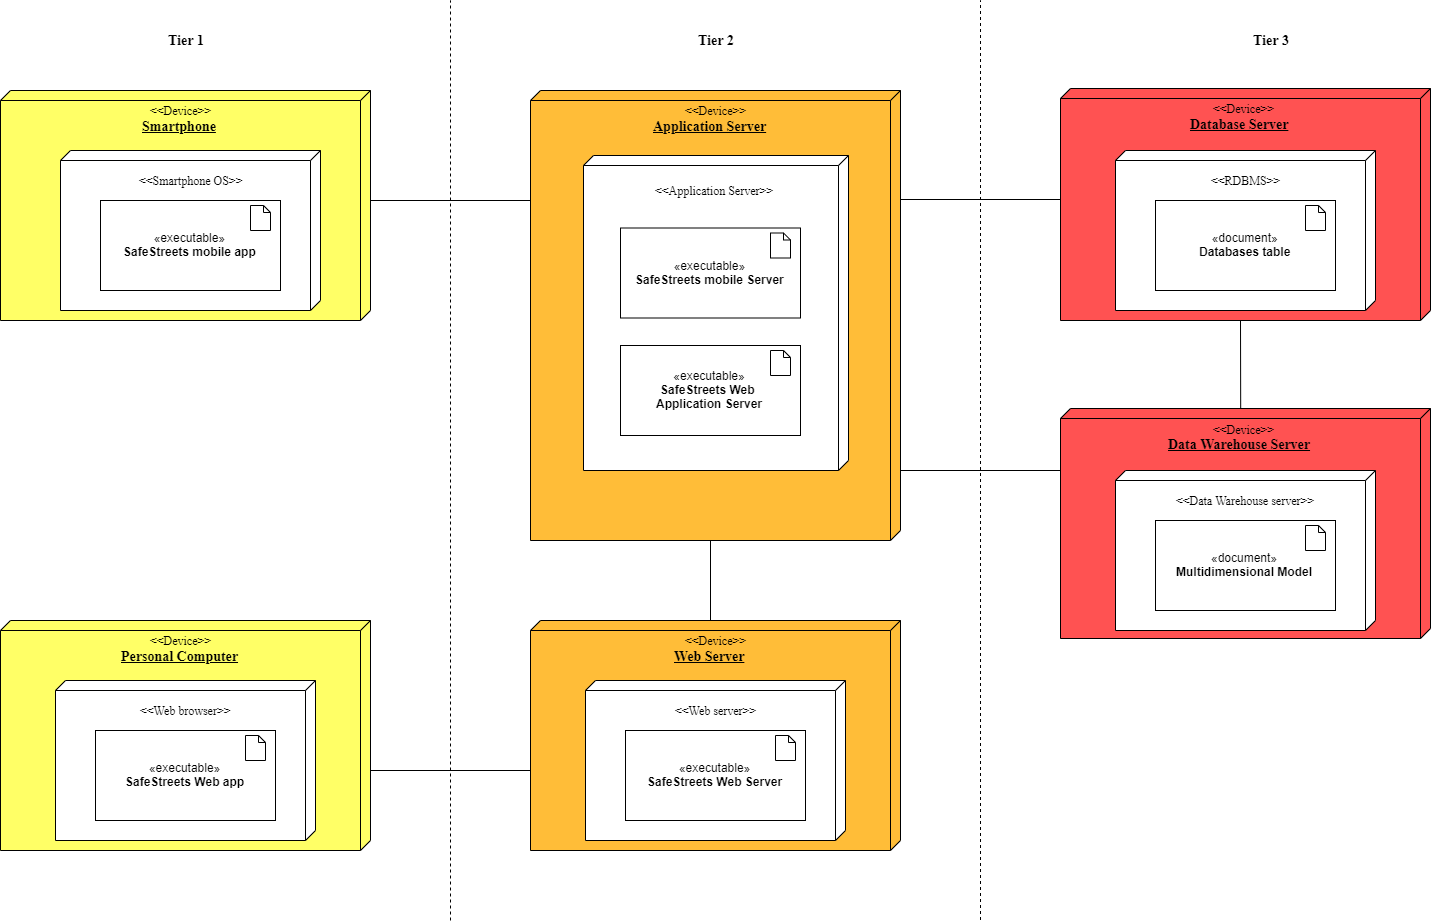 Tier 1
Tier 2
Tier 3
<<Device>>
Smartphone
<<Smartphone OS>>
«executable»
SafeStreets mobile app
<<Device>>
Application Server
<<Application Server>>
«executable»
SafeStreets mobile Server
«executable»
SafeStreets Web
Application Server
<<Device>>
Database Server
<<RDBMS>>
«document»
Databases table
<<Device>>
Data Warehouse Server
<<Data Warehouse server>>
«document»
Multidimensional Model
<<Device>>
Personal Computer
<<Web browser>>
«executable»
SafeStreets Web app
<<Device>>
Web Server
<<Web server>>
«executable»
SafeStreets Web Server